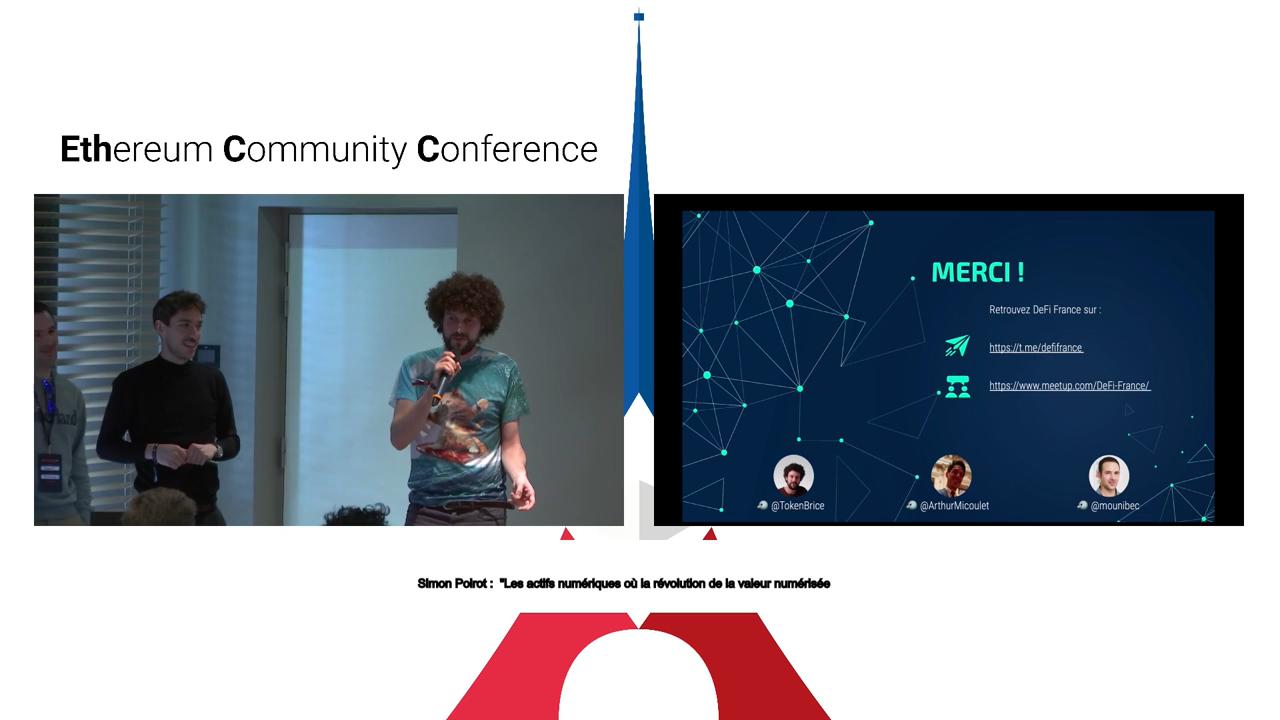 Ethereum Community Conference
MERCI !
Retrouvez DeFi France sur :
https://t.me/defifrance
https://www.meetup.com/DeFi-France/
@TokenBrice
@ArthurMicoulet
@mounibec
Simon Poirot : "Les actifs numériques où la révolution de la valeur numérisée